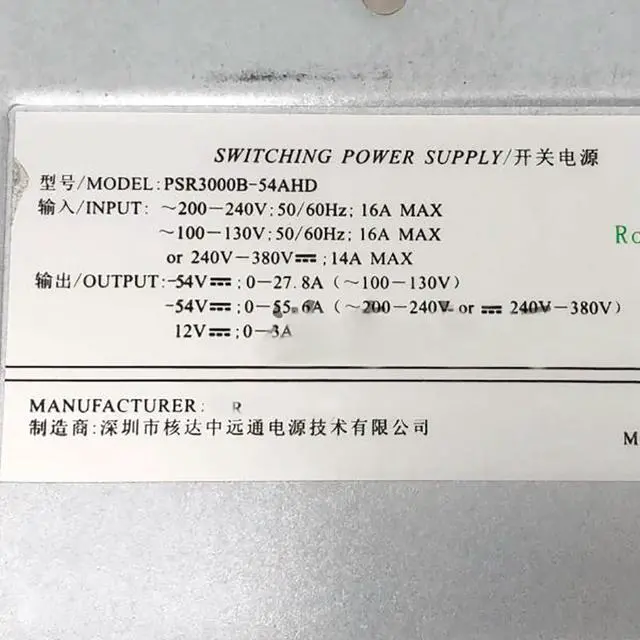 SWITCHING POWER SUPPLY/开关电源
型号/MODEL: PSR3000B-54AHD
输入/INPUT: ~200-240V; 50/60Hz; 16A MAX
~100-130V; 50/60Hz; 16A MAX
or 240V-380V⎓; 14A MAX
输出/OUTPUT: -54V⎓; 0-27.8A (~100-130V)
-54V⎓; 0-55.6A (~200-240V or ⎓ 240V-380V)
12V⎓; 0-3A
Ro
MANUFACTURER: R
制造商: 深圳市核达中远通电源技术有限公司
M